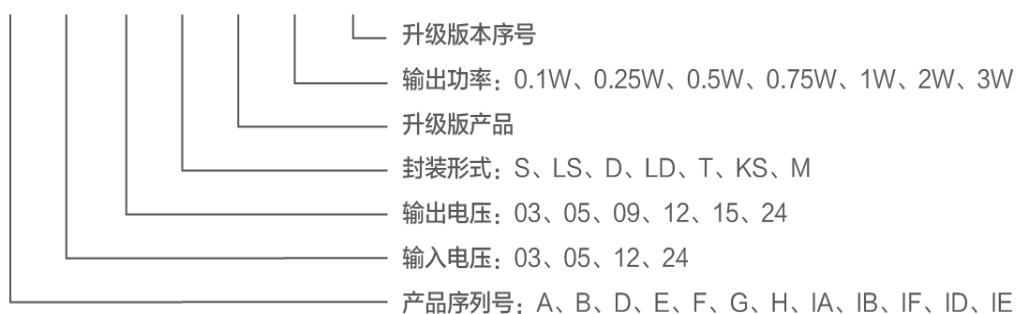 升级版本序号
输出功率：0.1W、0.25W、0.5W、0.75W、1W、2W、3W
升级版产品
封装形式：S、LS、D、LD、T、KS、M
输出电压：03、05、09、12、15、24
输入电压：03、05、12、24
产品序列号：A、B、D、E、F、G、H、IA、IB、IF、ID、IE